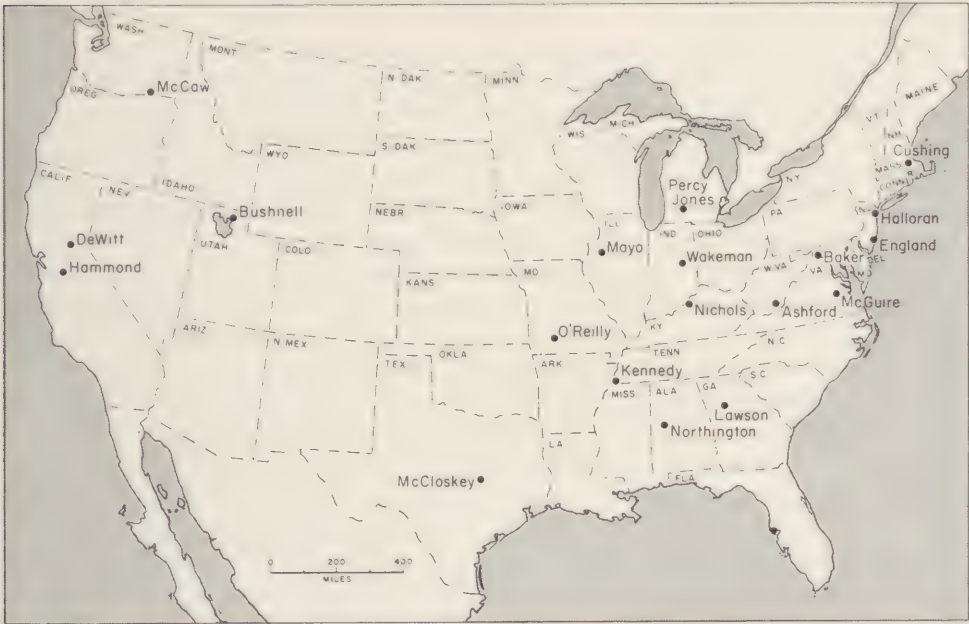 WASH
MONT
N DAK
MINN
McCaw
OREG
MAINE
VT
NH
WIS
MICH
S DAK
WYO
Cushing
MASS
CONN
R
NY
CALIF
NEV
IDAHO
Percy
Jones
PA
IOWA
NEBR
ILL
IND
OHIO
Bushnell
Halloran
UTAH
COLO
DeWitt
England
Mayo
Wakeman
W VA
Baker
DEL
VA
MD
Hammond
KANS
MO
Nichols
Ashford
McGuire
ARIZ
N MEX
O'Reilly
KY
OKLA
TENN
N C
TEX
ARK
Kennedy
S C
MISS
ALA
GA
Lawson
Northington
LA
McCloskey
FLA
0 200 400
MILES